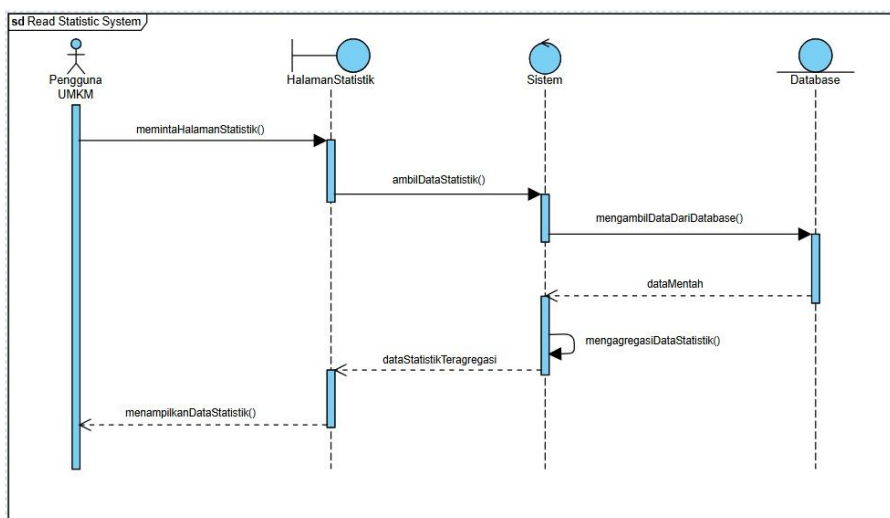 sd Read Statistic System
Pengguna
UMKM
HalamanStatistik
Sistem
Database
memintaHalamanStatistik()
ambilDataStatistik()
mengambilDataDariDatabase()
dataMentah
mengagregasiDataStatistik()
dataStatistikTeragregasi
menampilkanDataStatistik()